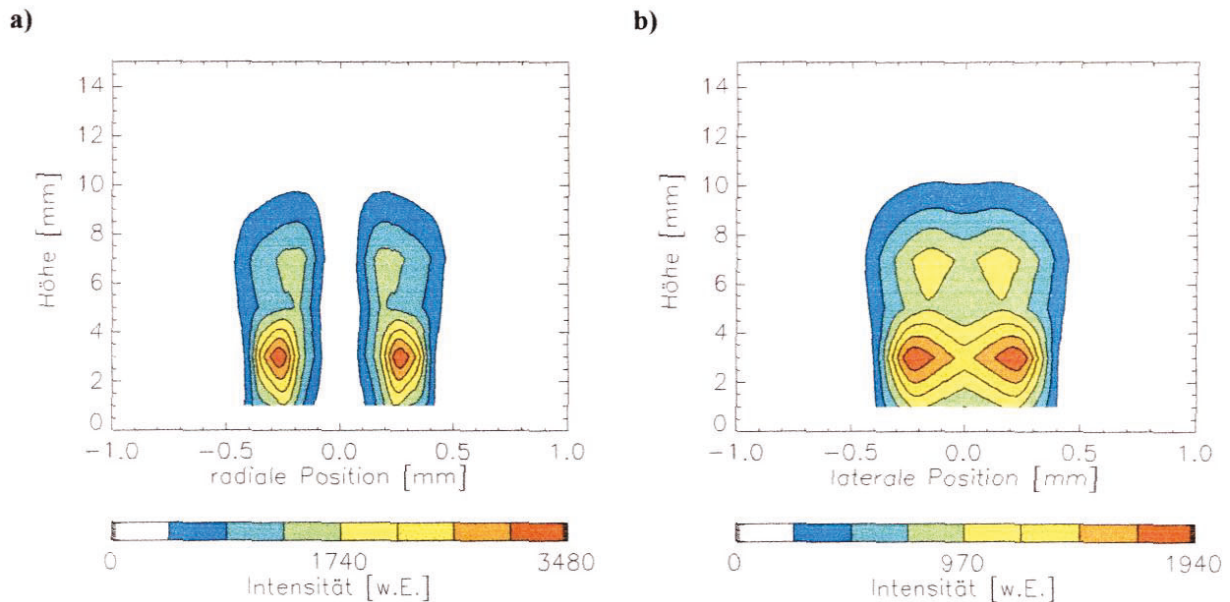 a)
14
12
10
8
6
4
2
0
Höhe [mm]
-1.0 -0.5 0.0 0.5 1.0
radiale Position [mm]
0 1740 3480
Intensität [w.E.]
b)
14
12
10
8
6
4
2
0
Höhe [mm]
-1.0 -0.5 0.0 0.5 1.0
laterale Position [mm]
0 970 1940
Intensität [w.E.]